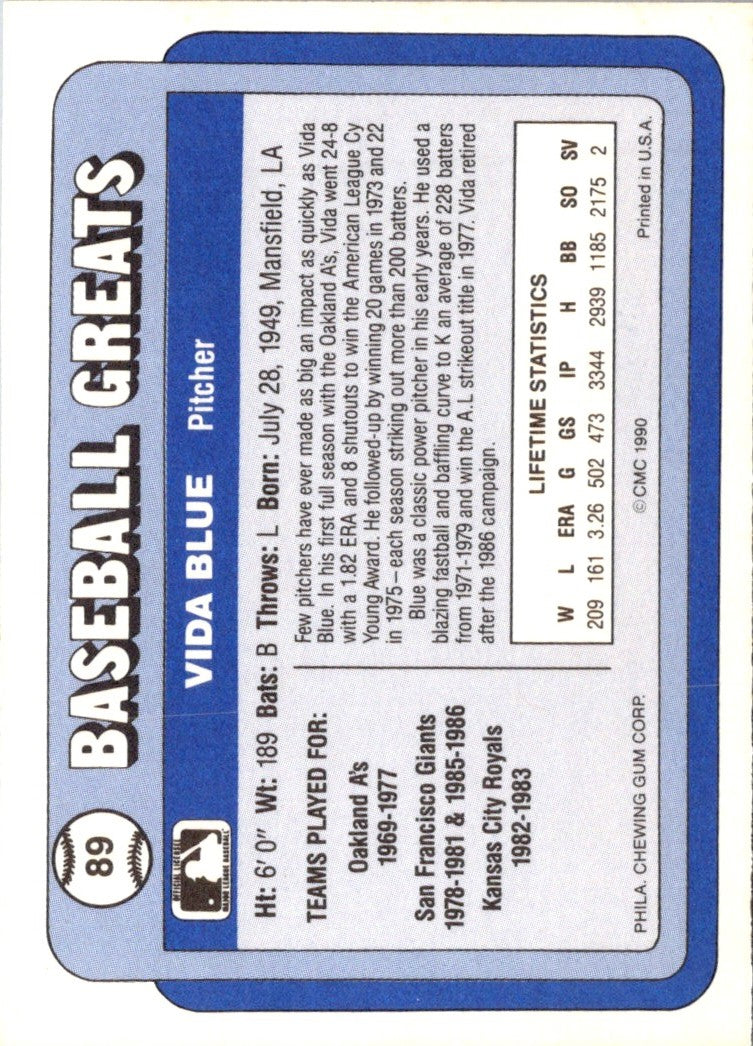 89
BASEBALL GREATS
OFFICIAL LICENSEE
MAJOR LEAGUE BASEBALL
VIDA BLUE Pitcher
Ht: 6'0" Wt: 189 Bats: B Throws: L Born: July 28, 1949, Mansfield, LA
TEAMS PLAYED FOR:
Oakland A's
1969-1977
San Francisco Giants
1978-1981 & 1985-1986
Kansas City Royals
1982-1983
Few pitchers have ever made as big an impact as quickly as Vida
Blue. In his first full season with the Oakland A's, Vida went 24-8
with a 1.82 ERA and 8 shutouts to win the American League Cy
Young Award. He followed-up by winning 20 games in 1973 and 22
in 1975–each season striking out more than 200 batters.
Blue was a classic power pitcher in his early years. He used a
blazing fastball and baffling curve to K an average of 228 batters
from 1971-1979 and win the A.L strikeout title in 1977. Vida retired
after the 1986 campaign.
LIFETIME STATISTICS
W L ERA G GS IP H BB SO SV
209 161 3.26 502 473 3344 2939 1185 2175 2
PHILA. CHEWING GUM CORP. © CMC 1990 Printed in U.S.A.